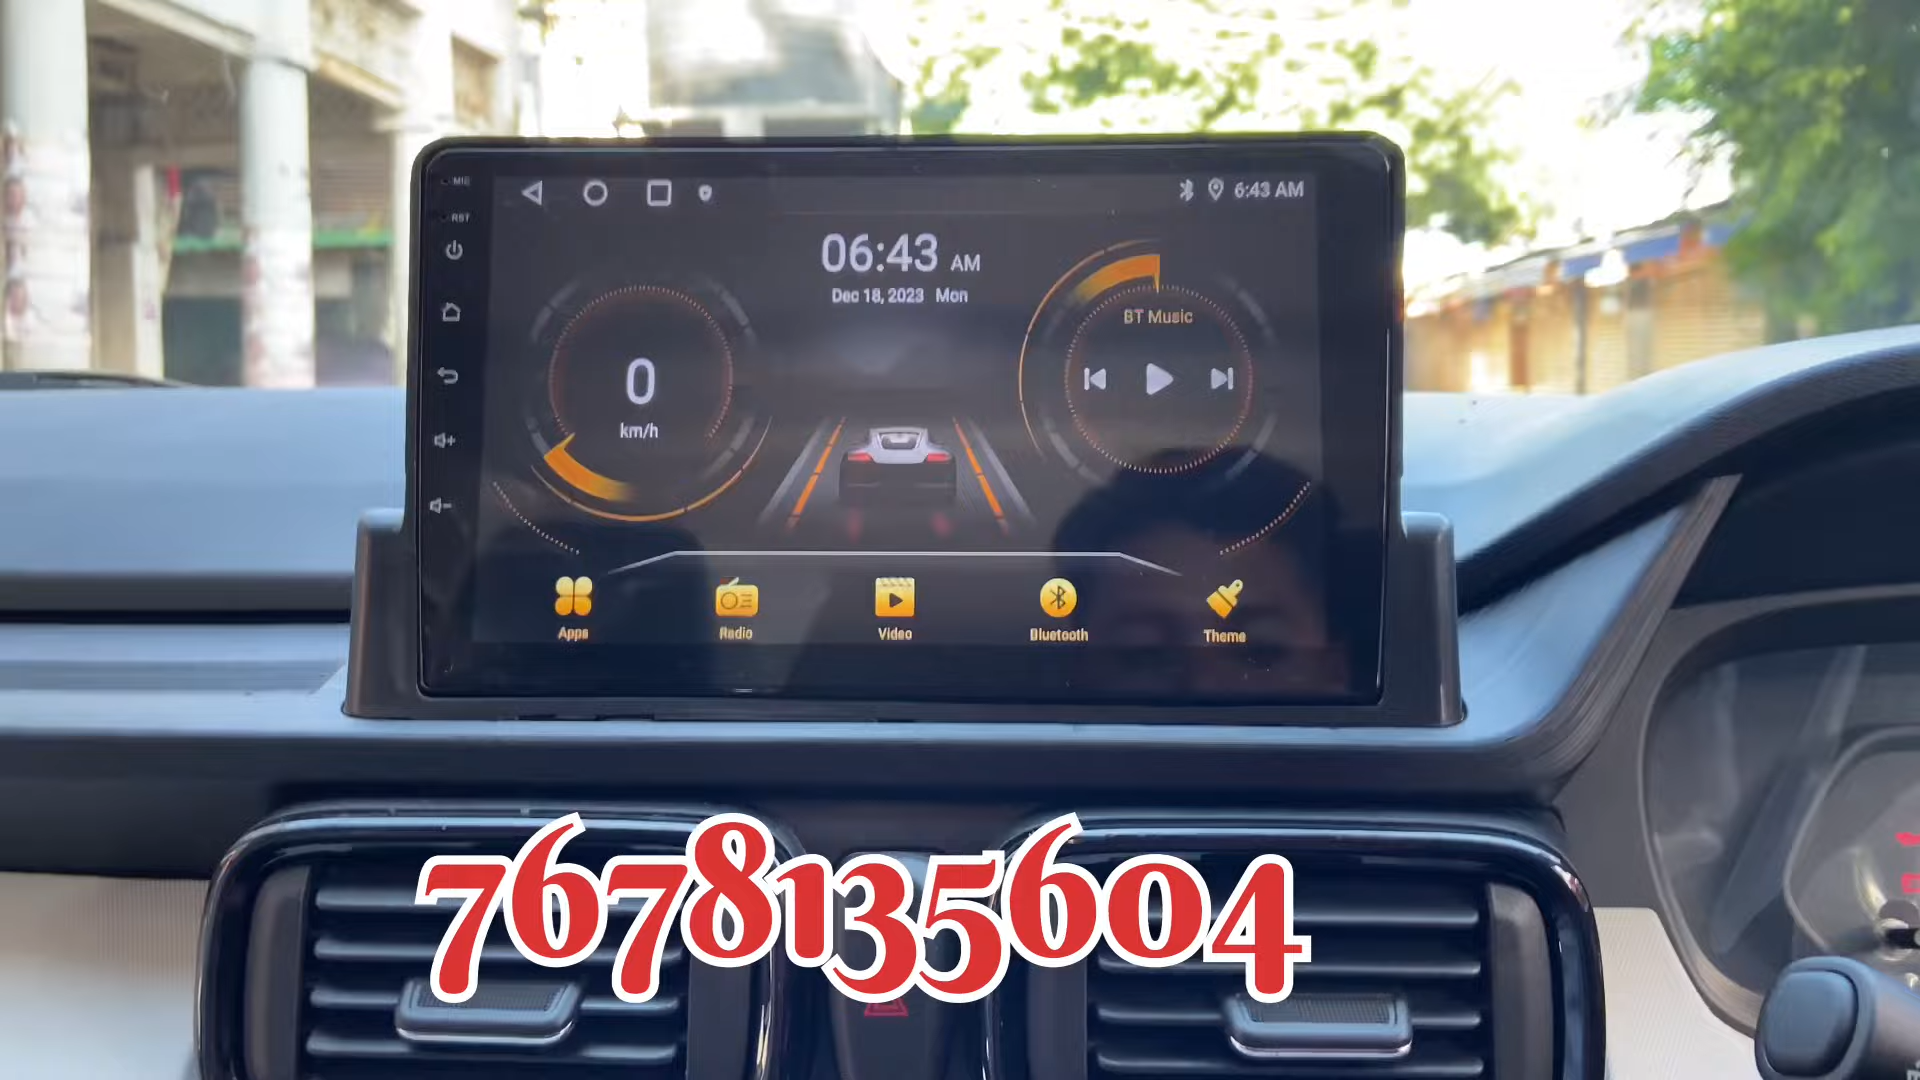 MIC
RST
6:43 AM
06:43 AM
Dec 18, 2023 Mon
BT Music
0
km/h
Apps
Radio
Video
Bluetooth
Theme
7678135604